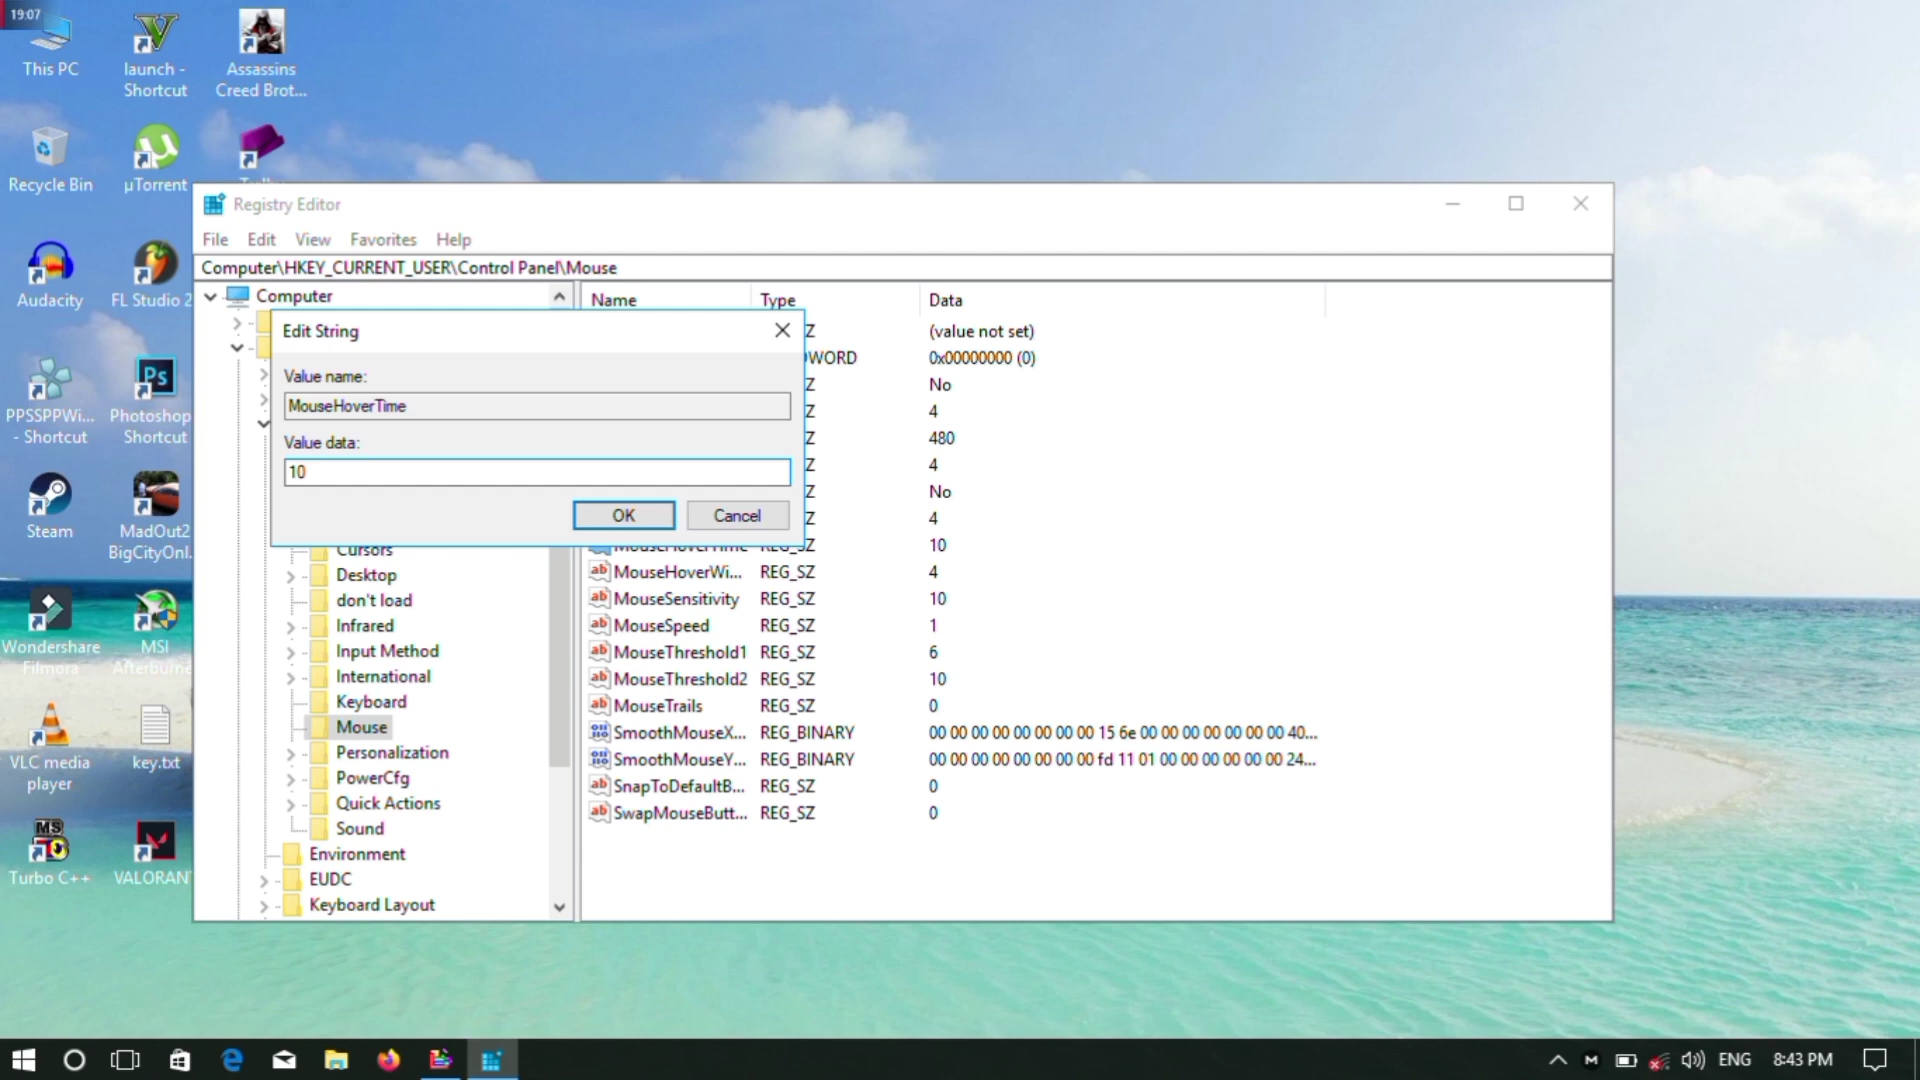 19:07
This PC
launch -
Shortcut
Assassins
Creed Brot...
Recycle Bin
µTorrent
Audacity
FL Studio 2
PPSSPPWi...
- Shortcut
Photoshop
Shortcut
Steam
MadOut2
BigCityOnl.
Wondershare
Filmora
MSI
Afterburne
VLC media
player
key.txt
Turbo C++
VALORAN
Registry Editor
File Edit View Favorites Help
Computer\HKEY_CURRENT_USER\Control Panel\Mouse
Computer
Edit String
Value name:
MouseHoverTime
Value data:
10
OK Cancel
Cursors
Desktop
don't load
Infrared
Input Method
International
Keyboard
Mouse
Personalization
PowerCfg
Quick Actions
Sound
Environment
EUDC
Keyboard Layout
Name Type Data
Z (value not set)
WORD 0x00000000 (0)
Z No
Z 4
Z 480
Z 4
Z No
Z 4
MouseHoverTime REG_SZ 10
MouseHoverWi... REG_SZ 4
MouseSensitivity REG_SZ 10
MouseSpeed REG_SZ 1
MouseThreshold1 REG_SZ 6
MouseThreshold2 REG_SZ 10
MouseTrails REG_SZ 0
SmoothMouseX... REG_BINARY 00 00 00 00 00 00 00 00 15 6e 00 00 00 00 00 00 40...
SmoothMouseY... REG_BINARY 00 00 00 00 00 00 00 00 fd 11 01 00 00 00 00 00 24...
SnapToDefaultB... REG_SZ 0
SwapMouseButt... REG_SZ 0
ENG 8:43 PM